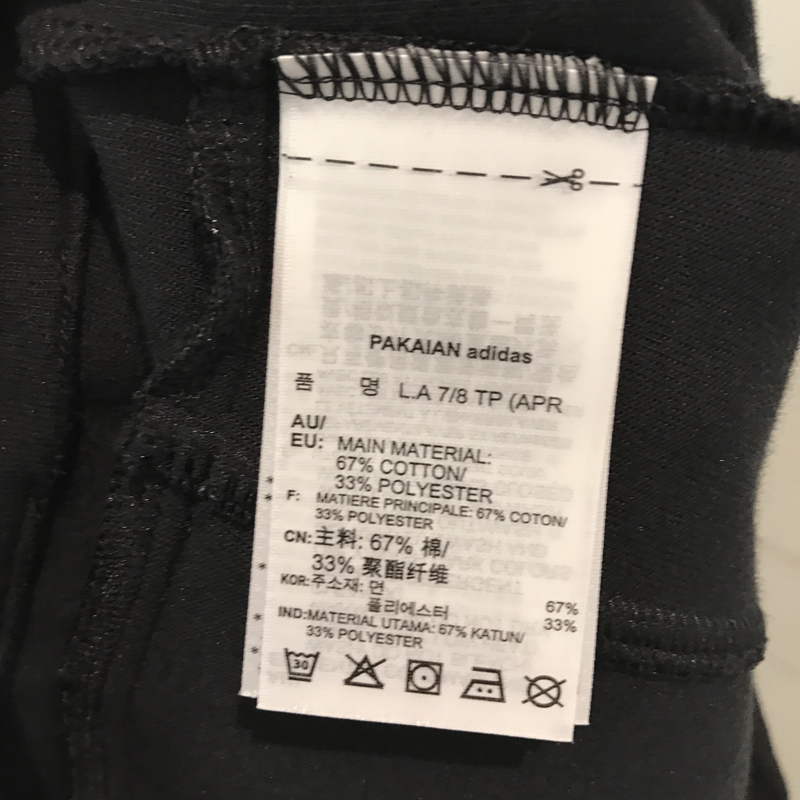 PAKAIAN adidas
품 명 L.A 7/8 TP (APR
AU/
EU: MAIN MATERIAL:
67% COTTON/
33% POLYESTER
F: MATIERE PRINCIPALE: 67% COTON/
33% POLYESTER
CN: 主料: 67% 棉/
33% 聚酯纤维
KOR: 주소재: 면 67%
폴리에스터 33%
IND: MATERIAL UTAMA: 67% KATUN/
33% POLYESTER
30